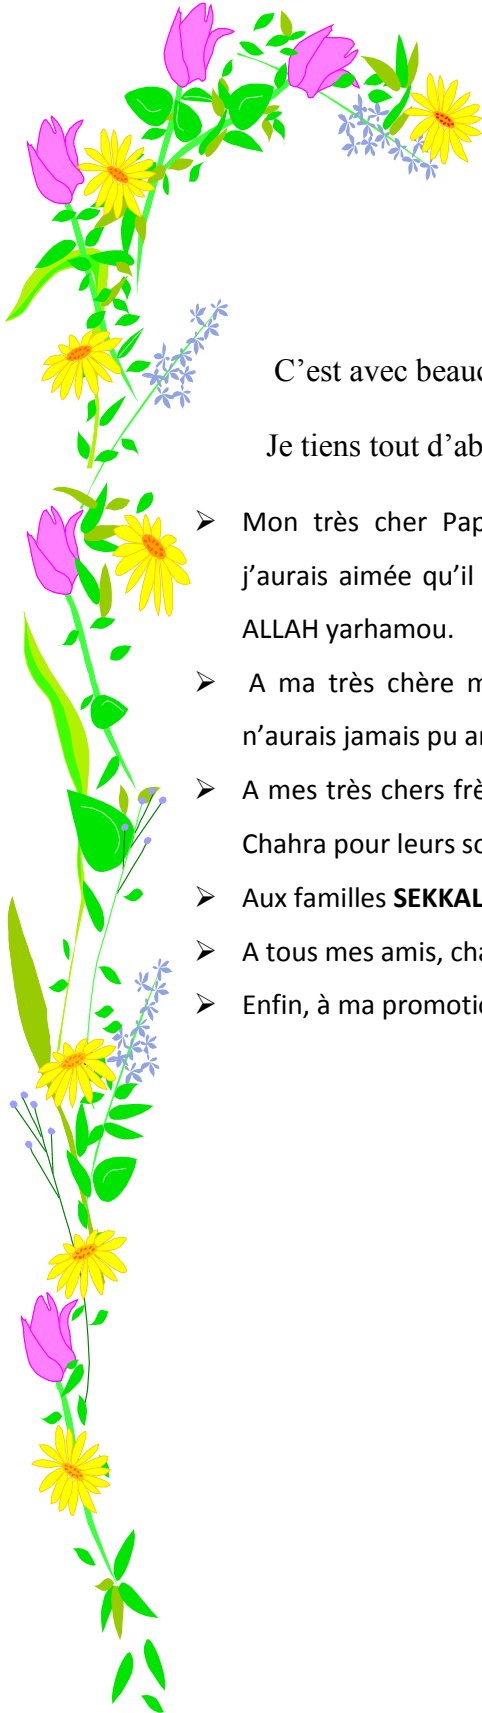 C’est avec beauc
Je tiens tout d’ab
➢ Mon très cher Pap
j’aurais aimée qu’il
ALLAH yarhamou.
➢ A ma très chère m
n’aurais jamais pu ar
➢ A mes très chers frè
Chahra pour leurs so
➢ Aux familles SEKKAL
➢ A tous mes amis, cha
➢ Enfin, à ma promotio